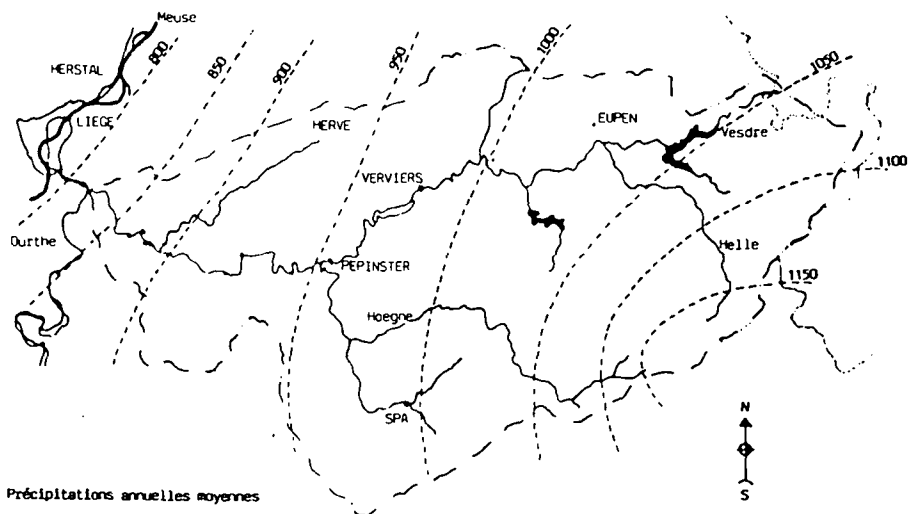 Meuse
HERSTAL
LIEGE
800
850
900
950
1000
1050
EUPEN
Vesdre
HERVE
VERVIERS
1100
Ourthe
Helle
PEPINSTER
1150
Hoegne
SPA
N
S
Précipitations annuelles moyennes